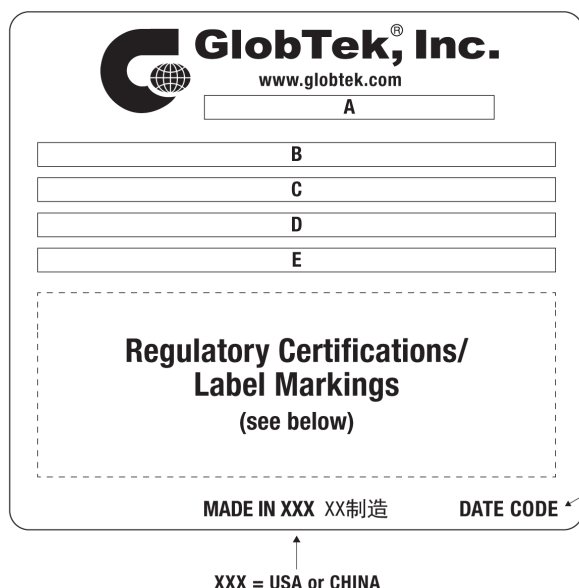 GlobTek,® Inc.
www.globtek.com
A
B
C
D
E
Regulatory Certifications/
Label Markings
(see below)
MADE IN XXX XX制造 DATE CODE
XXX = USA or CHINA